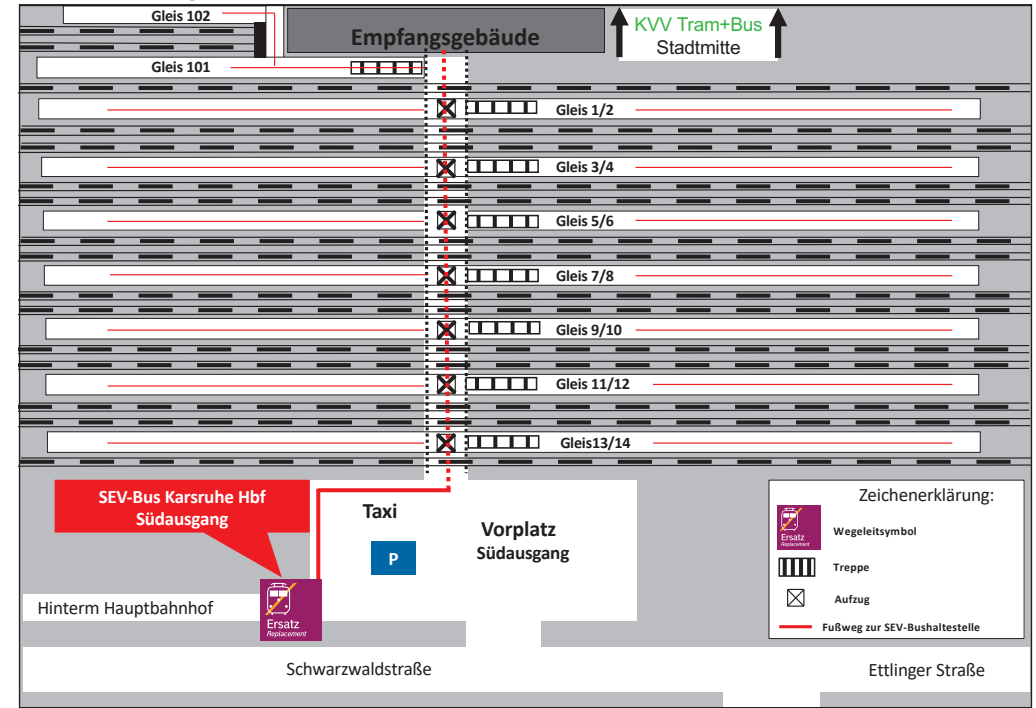 Gleis 102
Empfangsgebäude
KVV Tram+Bus
Stadtmitte
Gleis 101
Gleis 1/2
Gleis 3/4
Gleis 5/6
Gleis 7/8
Gleis 9/10
Gleis 11/12
Gleis13/14
SEV-Bus Karsruhe Hbf
Südausgang
Taxi
P
Vorplatz
Südausgang
Hinterm Hauptbahnhof
Ersatz
Replacement
Schwarzwaldstraße
Ettlinger Straße
Zeichenerklärung:
Ersatz
Replacement
Wegeleitsymbol
Treppe
Aufzug
Fußweg zur SEV-Bushaltestelle